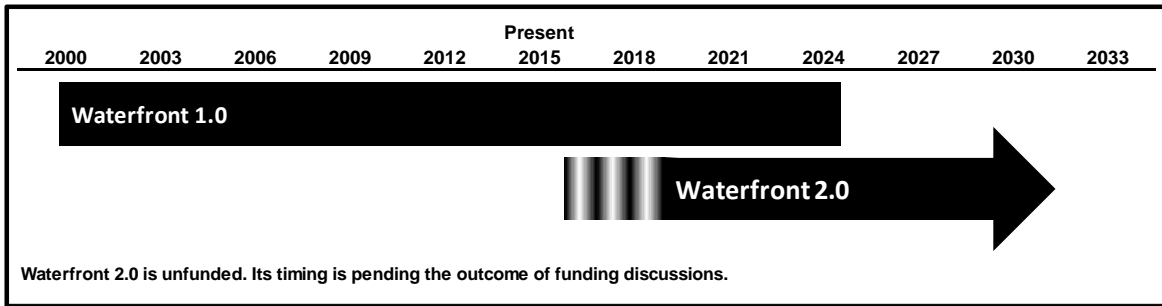 Present
2000 2003 2006 2009 2012 2015 2018 2021 2024 2027 2030 2033
Waterfront 1.0
Waterfront 2.0
Waterfront 2.0 is unfunded. Its timing is pending the outcome of funding discussions.